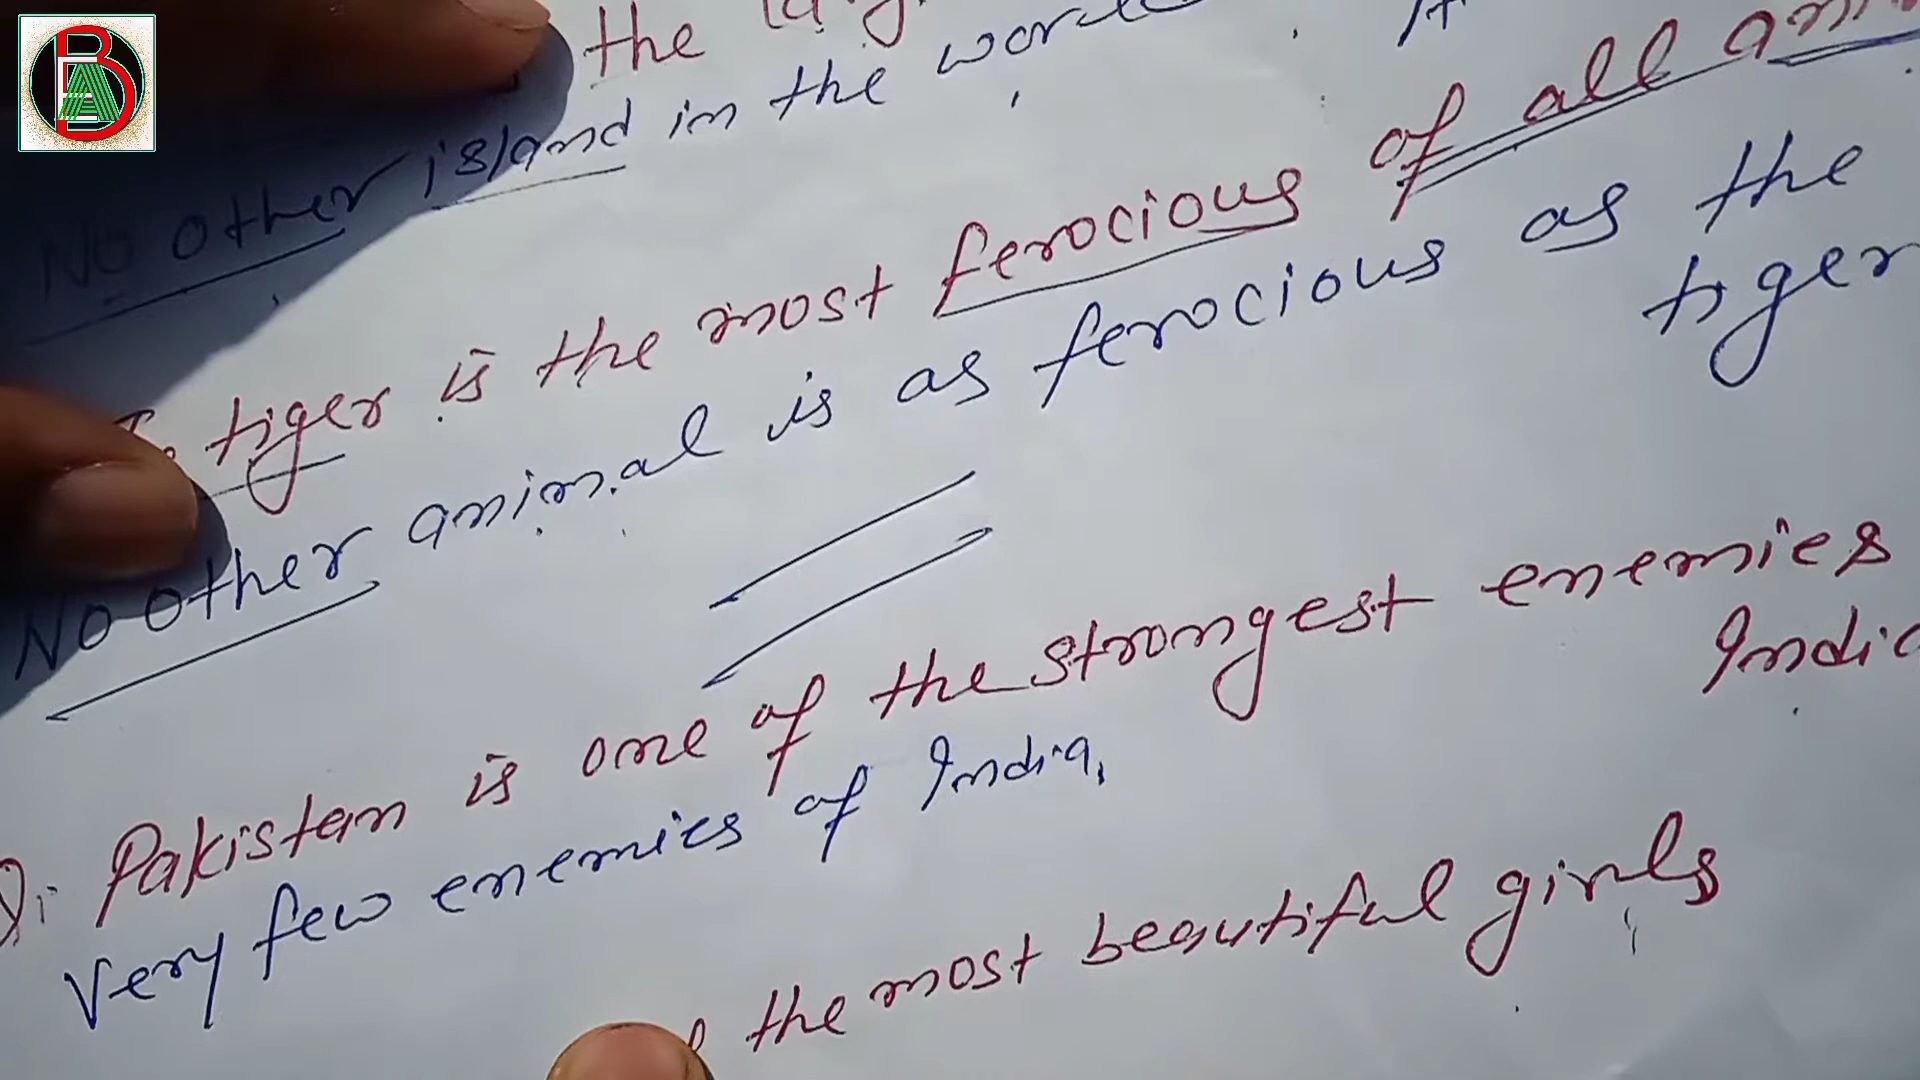 the
No other island in the
. It
tiger is the most ferocious of all
No other animal is as ferocious as the
tiger
Pakistan is one of the strongest enemies
India
Very few enemies of India,
the most beautiful girls